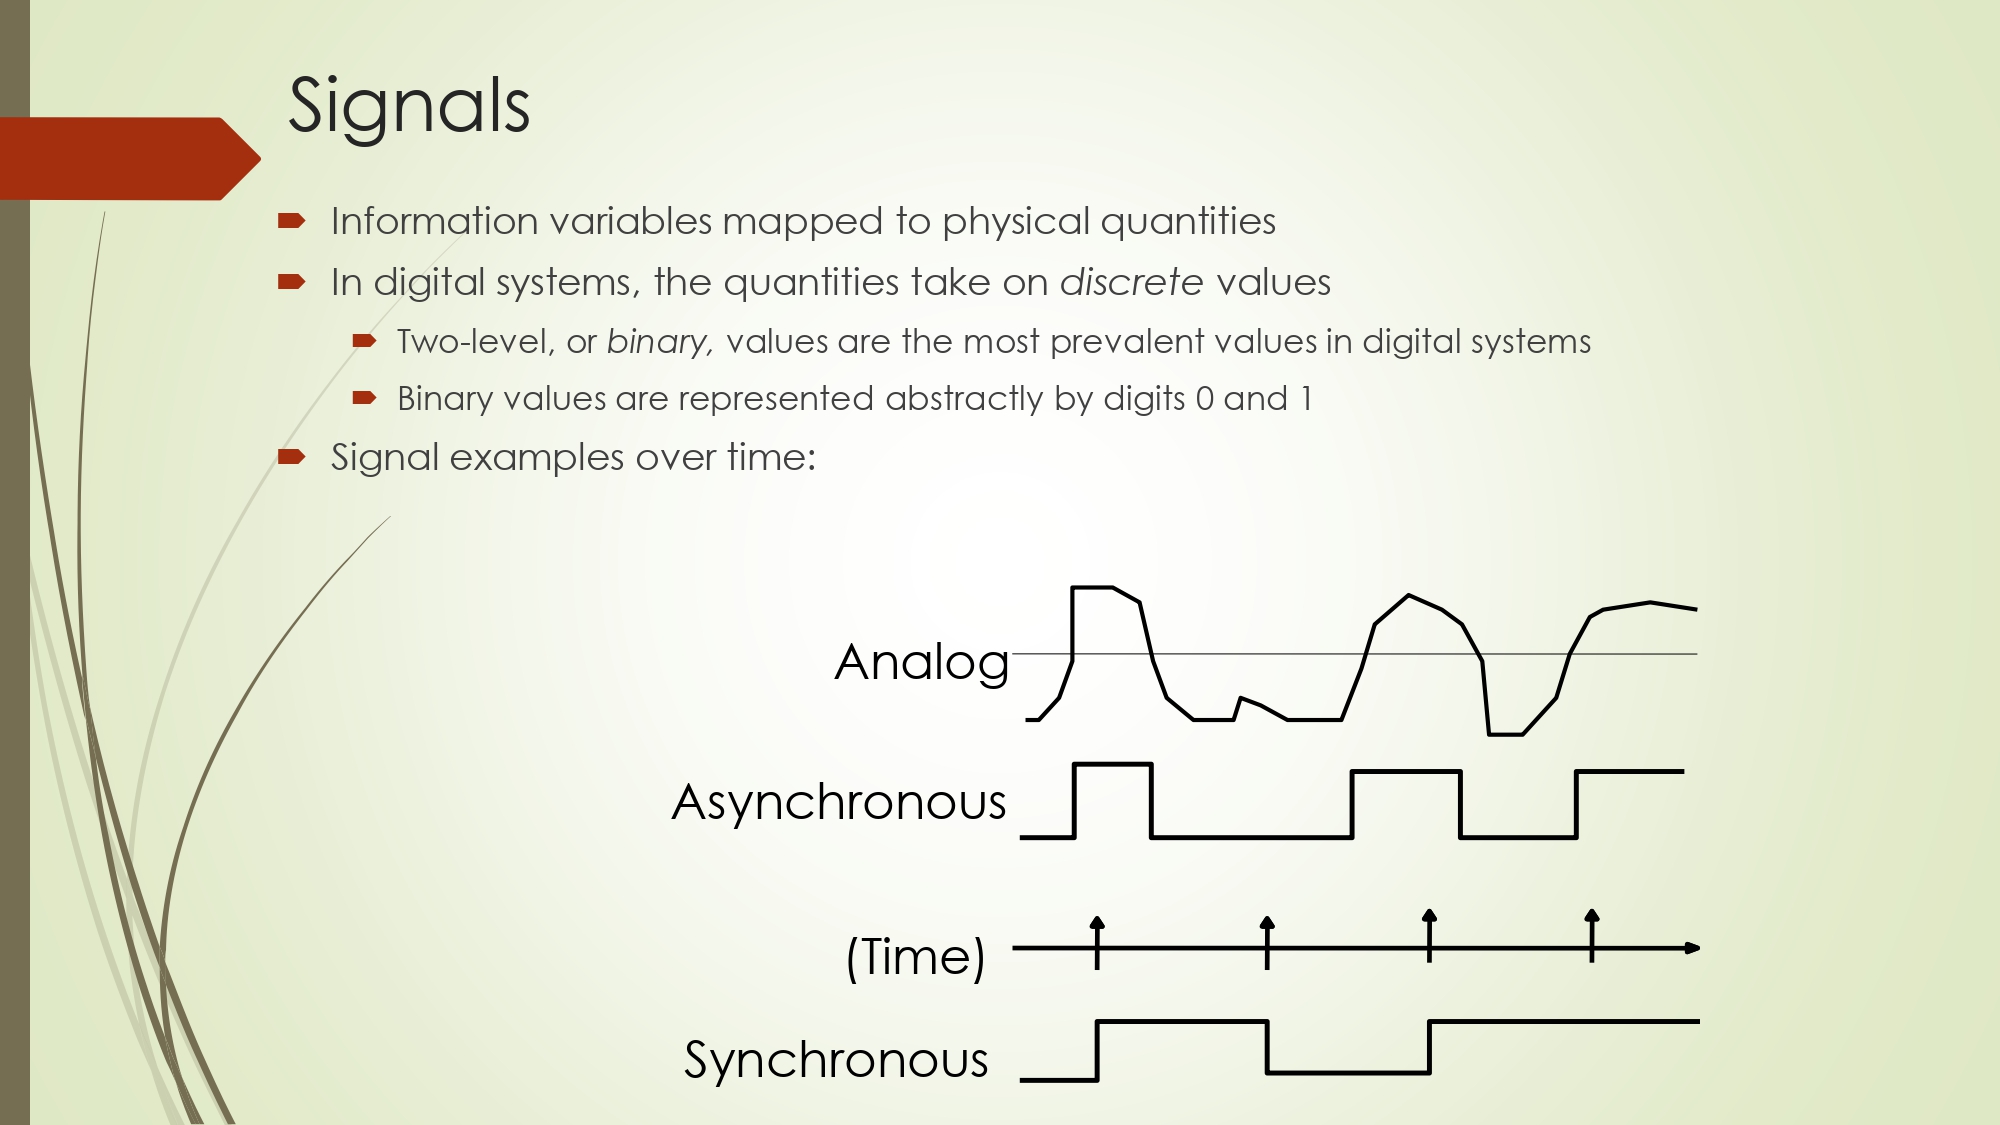 Signals
Information variables mapped to physical quantities
In digital systems, the quantities take on discrete values
Two-level, or binary, values are the most prevalent values in digital systems
Binary values are represented abstractly by digits 0 and 1
Signal examples over time:
Analog
Asynchronous
(Time)
Synchronous